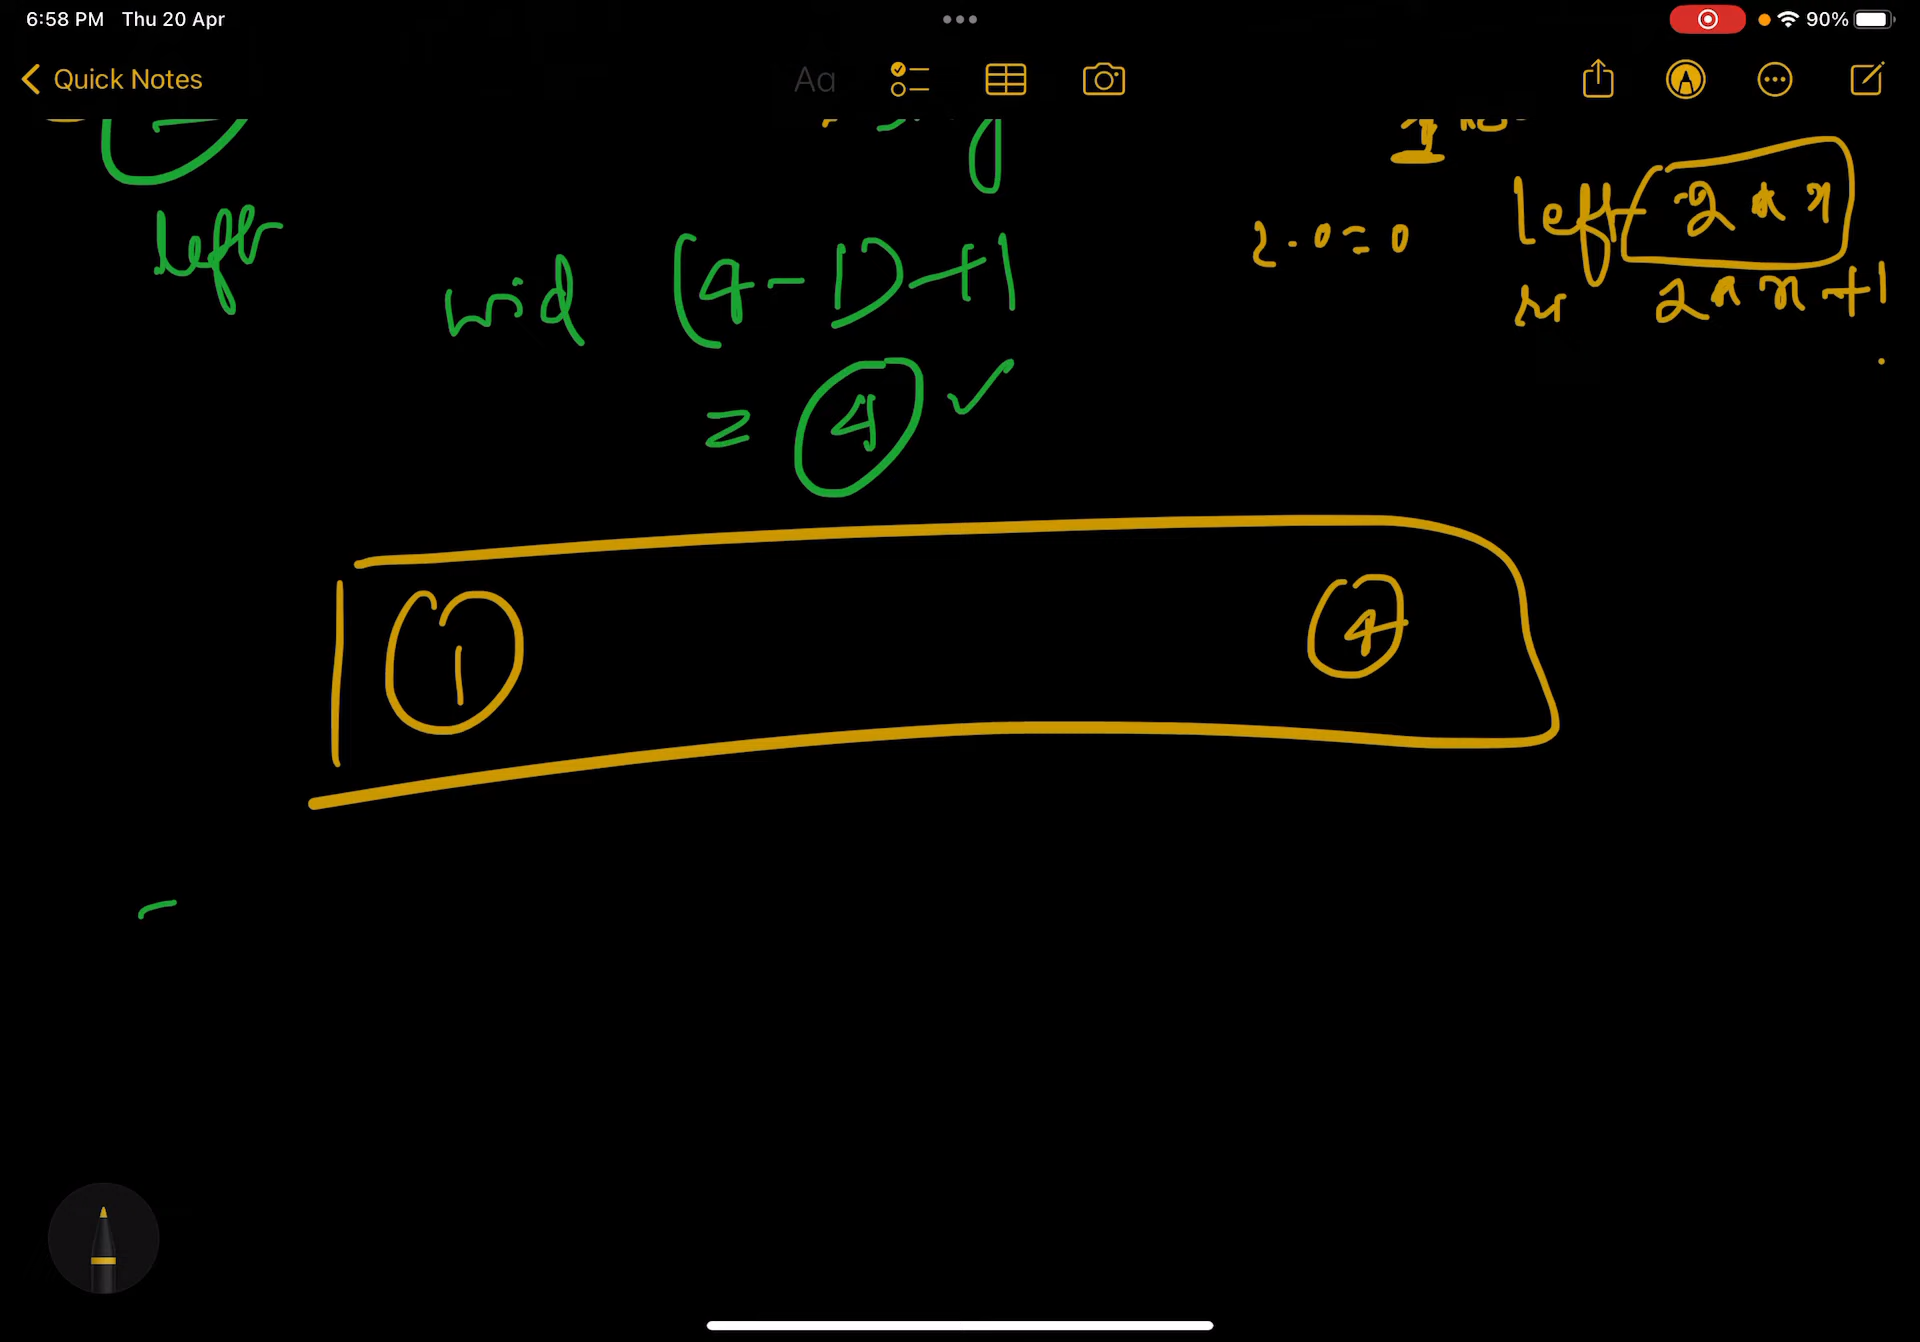 6:58 PM Thu 20 Apr
90%
Quick Notes
Aa
left
wid (4-1)+1
= 4 ✓
2·0=0
left 2*x
2*x+1
1
4